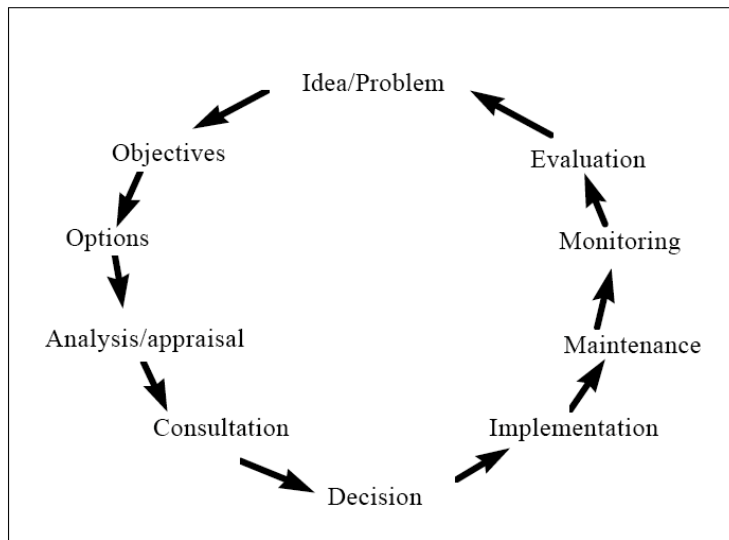 Idea/Problem
Objectives
Options
Analysis/appraisal
Consultation
Decision
Implementation
Maintenance
Monitoring
Evaluation